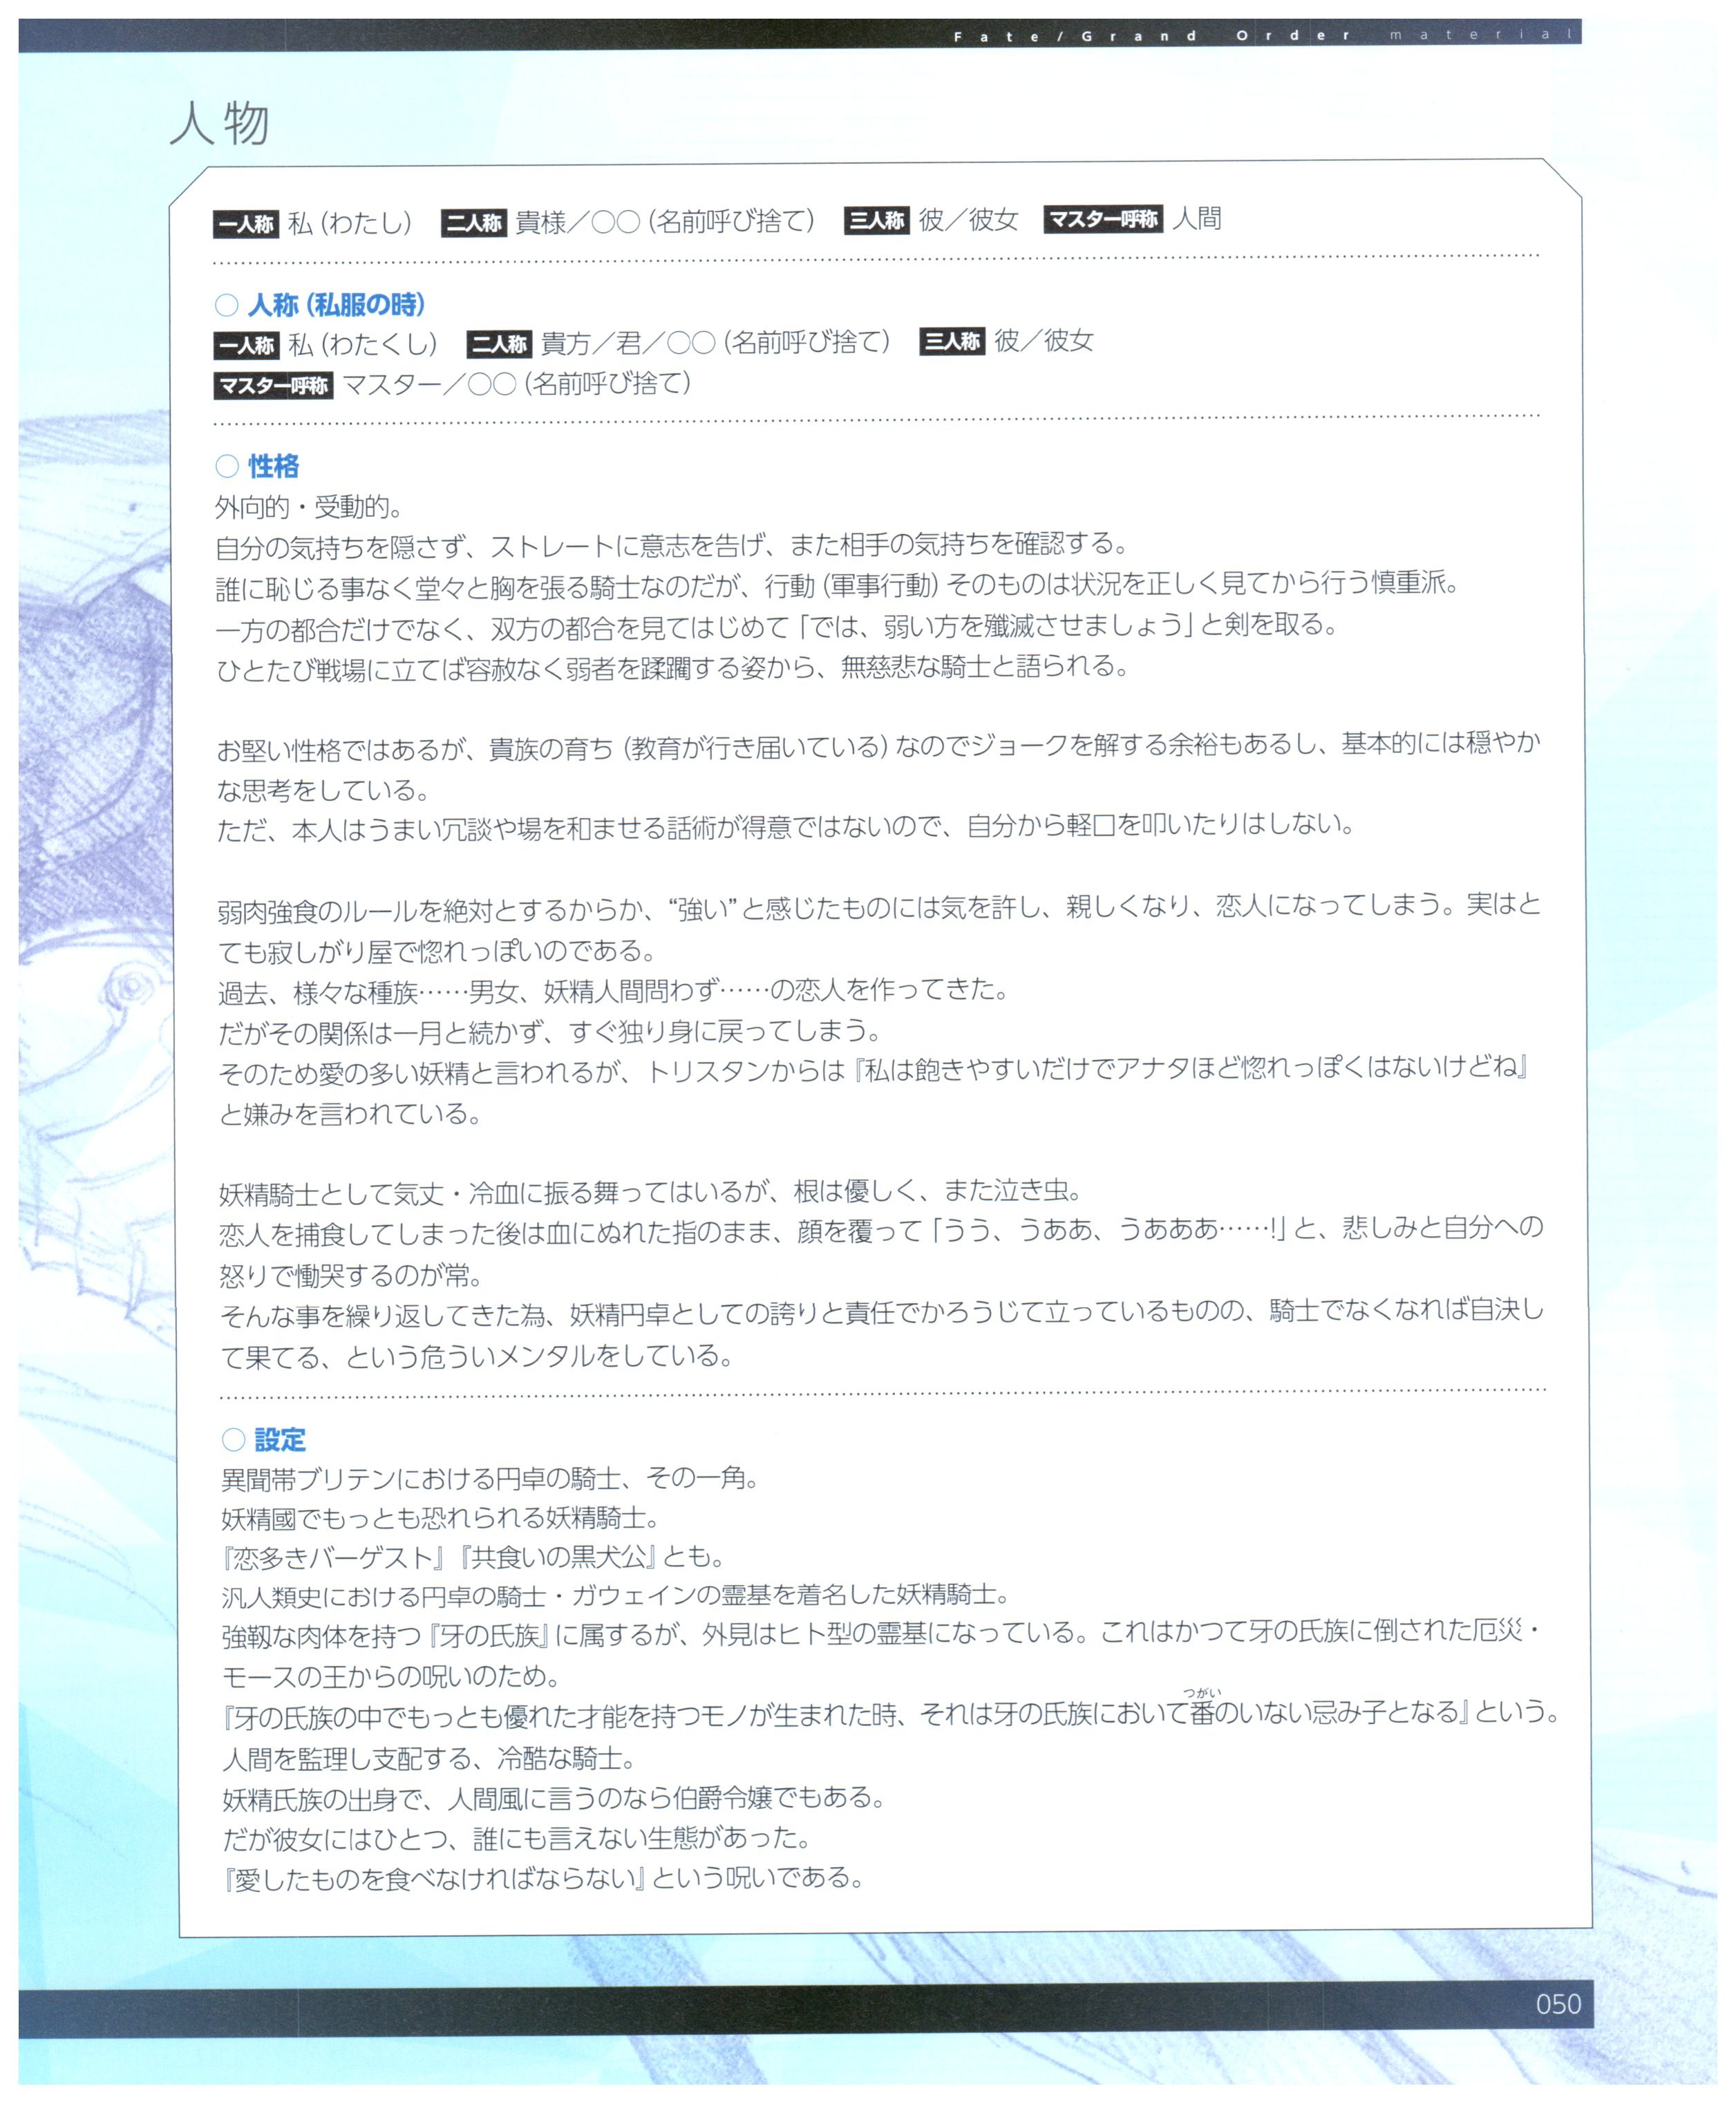 Fate/Grand Order material
人物
一人称 私（わたし） 二人称 貴様／○○（名前呼び捨て） 三人称 彼／彼女 マスター呼称 人間
○ 人称（私服の時）
一人称 私（わたくし） 二人称 貴方／君／○○（名前呼び捨て） 三人称 彼／彼女
マスター呼称 マスター／○○（名前呼び捨て）
○ 性格
外向的・受動的。
自分の気持ちを隠さず、ストレートに意志を告げ、また相手の気持ちを確認する。
誰に恥じる事なく堂々と胸を張る騎士なのだが、行動（軍事行動）そのものは状況を正しく見てから行う慎重派。
一方の都合だけでなく、双方の都合を見てはじめて「では、弱い方を殲滅させましょう」と剣を取る。
ひとたび戦場に立てば容赦なく弱者を蹂躙する姿から、無慈悲な騎士と語られる。
お堅い性格ではあるが、貴族の育ち（教育が行き届いている）なのでジョークを解する余裕もあるし、基本的には穏やか
な思考をしている。
ただ、本人はうまい冗談や場を和ませる話術が得意ではないので、自分から軽口を叩いたりはしない。
弱肉強食のルールを絶対とするからか、“強い”と感じたものには気を許し、親しくなり、恋人になってしまう。実はと
ても寂しがり屋で惚れっぽいのである。
過去、様々な種族……男女、妖精人間問わず……の恋人を作ってきた。
だがその関係は一月と続かず、すぐ独り身に戻ってしまう。
そのため愛の多い妖精と言われるが、トリスタンからは『私は飽きやすいだけでアナタほど惚れっぽくはないけどね』
と嫌みを言われている。
妖精騎士として気丈・冷血に振る舞ってはいるが、根は優しく、また泣き虫。
恋人を捕食してしまった後は血にぬれた指のまま、顔を覆って「うう、うああ、うあああ……!」と、悲しみと自分への
怒りで慟哭するのが常。
そんな事を繰り返してきた為、妖精円卓としての誇りと責任でかろうじて立っているものの、騎士でなくなれば自決し
て果てる、という危ういメンタルをしている。
○ 設定
異聞帯ブリテンにおける円卓の騎士、その一角。
妖精國でもっとも恐れられる妖精騎士。
『恋多きバーゲスト』『共食いの黒犬公』とも。
汎人類史における円卓の騎士・ガウェインの霊基を着名した妖精騎士。
強靱な肉体を持つ『牙の氏族』に属するが、外見はヒト型の霊基になっている。これはかつて牙の氏族に倒された厄災・
モースの王からの呪いのため。
『牙の氏族の中でもっとも優れた才能を持つモノが生まれた時、それは牙の氏族において番（つがい）のいない忌み子となる』という。
人間を監理し支配する、冷酷な騎士。
妖精氏族の出身で、人間風に言うのなら伯爵令嬢でもある。
だが彼女にはひとつ、誰にも言えない生態があった。
『愛したものを食べなければならない』という呪いである。
050